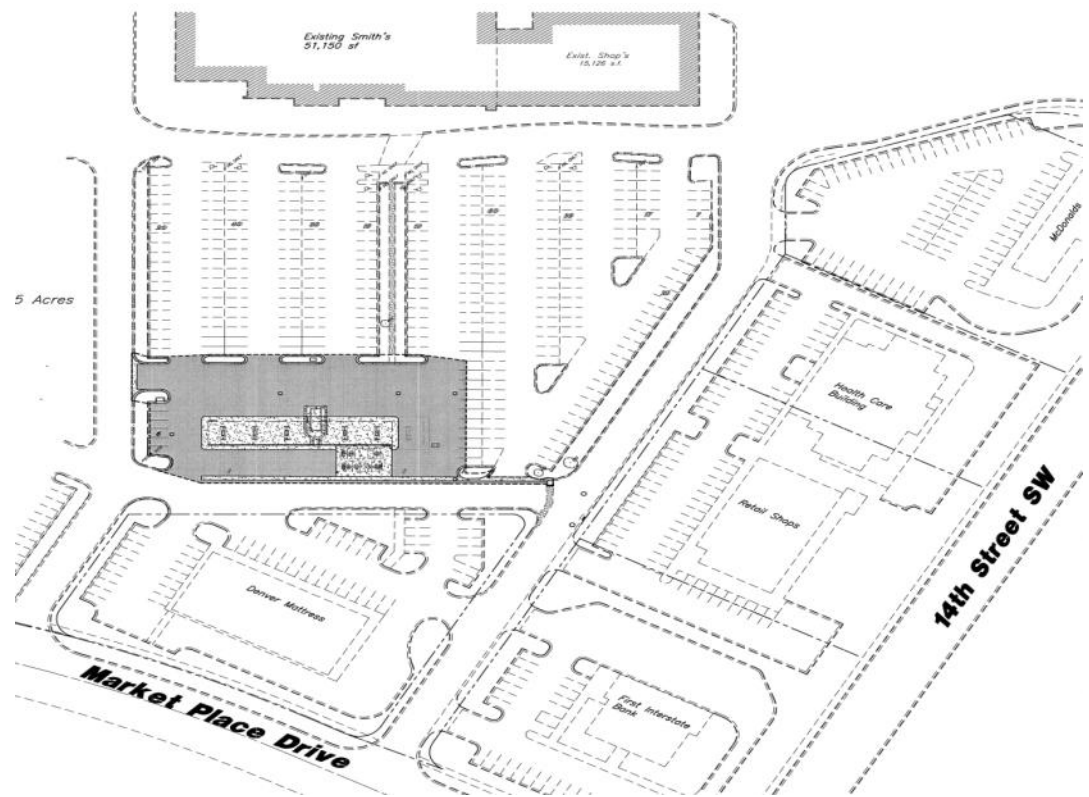 Existing Smith's
51,150 sf
Exist. Shop's
15,126 s.f.
McDonalds
5 Acres
Health Care
Building
Retail Shops
14th Street SW
Denver Mattress
First Interstate
Bank
Market Place Drive